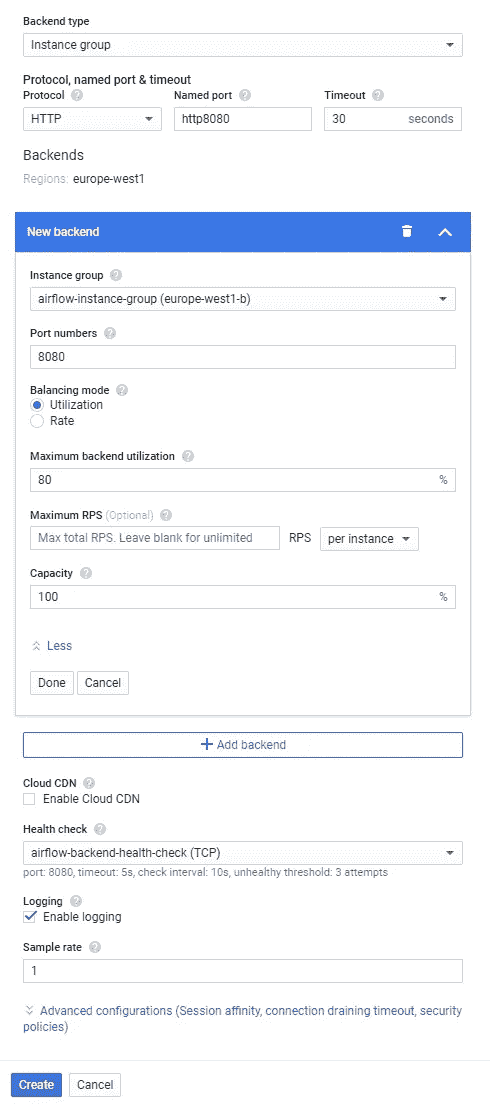 Backend type
Instance group
Protocol, named port & timeout
Protocol Named port Timeout
HTTP http8080 30 seconds
Backends
Regions: europe-west1
New backend
Instance group
airflow-instance-group (europe-west1-b)
Port numbers
8080
Balancing mode
Utilization
Rate
Maximum backend utilization
80 %
Maximum RPS (Optional)
Max total RPS. Leave blank for unlimited RPS per instance
Capacity
100 %
Less
Done Cancel
+ Add backend
Cloud CDN
Enable Cloud CDN
Health check
airflow-backend-health-check (TCP)
port: 8080, timeout: 5s, check interval: 10s, unhealthy threshold: 3 attempts
Logging
Enable logging
Sample rate
1
Advanced configurations (Session affinity, connection draining timeout, security
policies)
Create Cancel